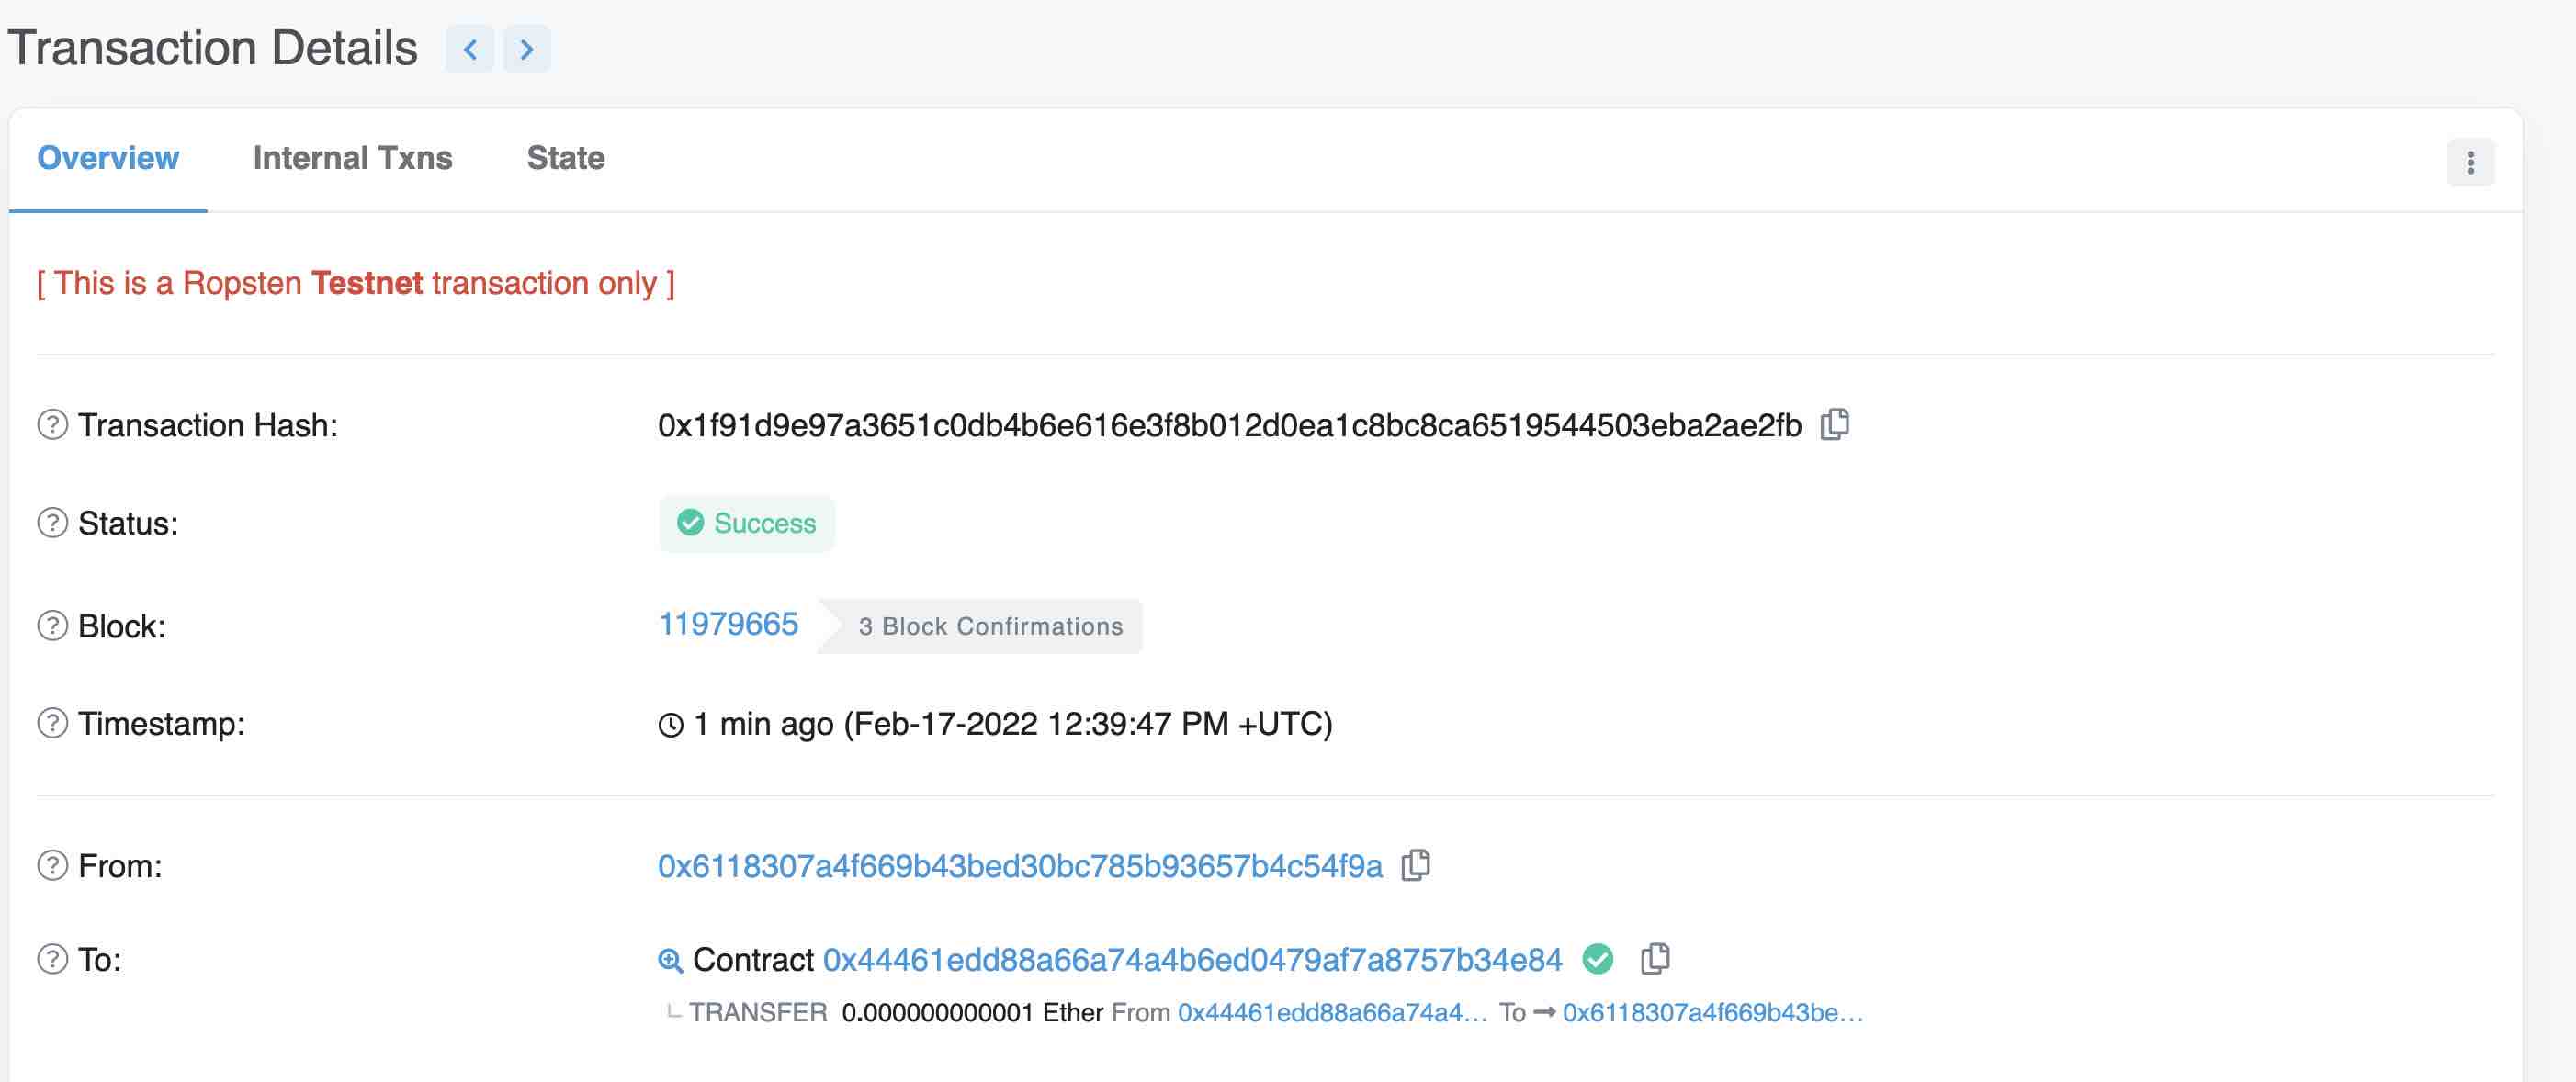 Transaction Details
Overview Internal Txns State
[ This is a Ropsten Testnet transaction only ]
Transaction Hash: 0x1f91d9e97a3651c0db4b6e616e3f8b012d0ea1c8bc8ca6519544503eba2ae2fb
Status: Success
Block: 11979665 3 Block Confirmations
Timestamp: 1 min ago (Feb-17-2022 12:39:47 PM +UTC)
From: 0x6118307a4f669b43bed30bc785b93657b4c54f9a
To: Contract 0x44461edd88a66a74a4b6ed0479af7a8757b34e84
TRANSFER 0.000000000001 Ether From 0x44461edd88a66a74a4... To → 0x6118307a4f669b43be...